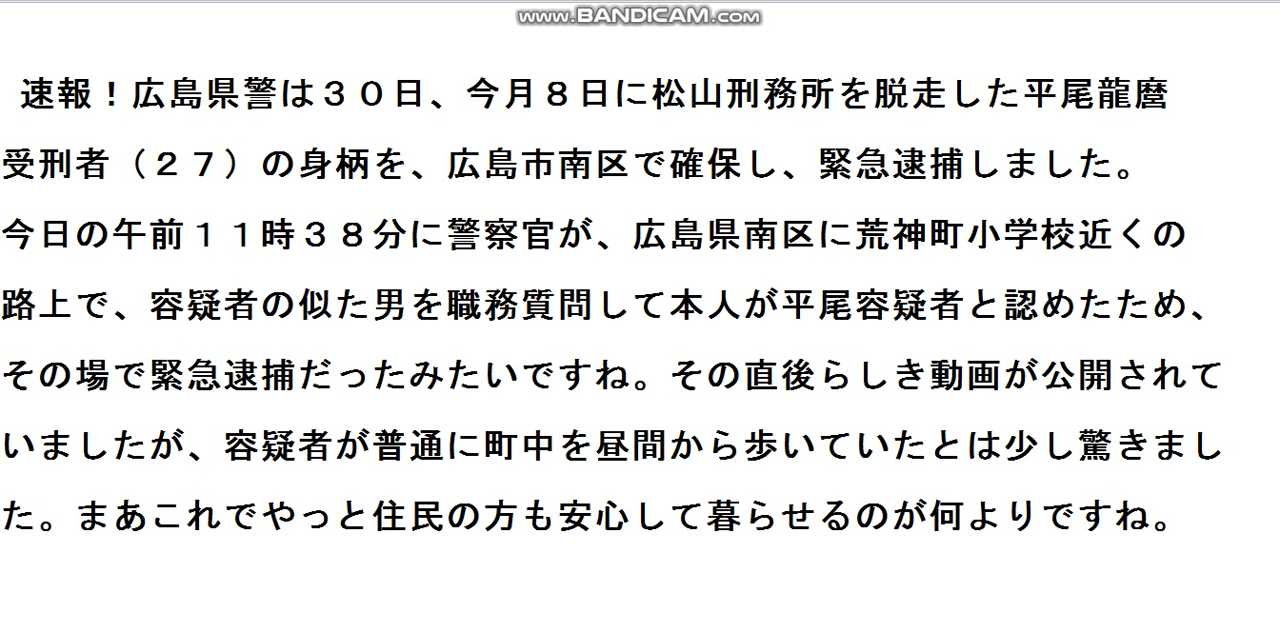 www.BANDICAM.com
速報！広島県警は３０日、今月８日に松山刑務所を脱走した平尾龍麿
受刑者（２７）の身柄を、広島市南区で確保し、緊急逮捕しました。
今日の午前１１時３８分に警察官が、広島県南区に荒神町小学校近くの
路上で、容疑者の似た男を職務質問して本人が平尾容疑者と認めたため、
その場で緊急逮捕だったみたいですね。その直後らしき動画が公開されて
いましたが、容疑者が普通に町中を昼間から歩いていたとは少し驚きまし
た。まあこれでやっと住民の方も安心して暮らせるのが何よりですね。